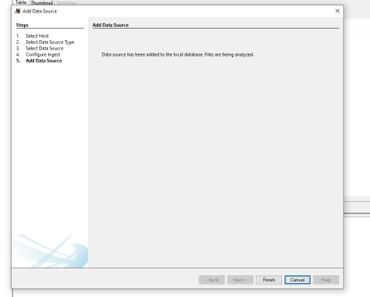 Table Thumbnail Summary
Add Data Source
Steps
1. Select Host
2. Select Data Source Type
3. Select Data Source
4. Configure Ingest
5. Add Data Source
Add Data Source
Data source has been added to the local database. Files are being analyzed.
< Back Next > Finish Cancel Help